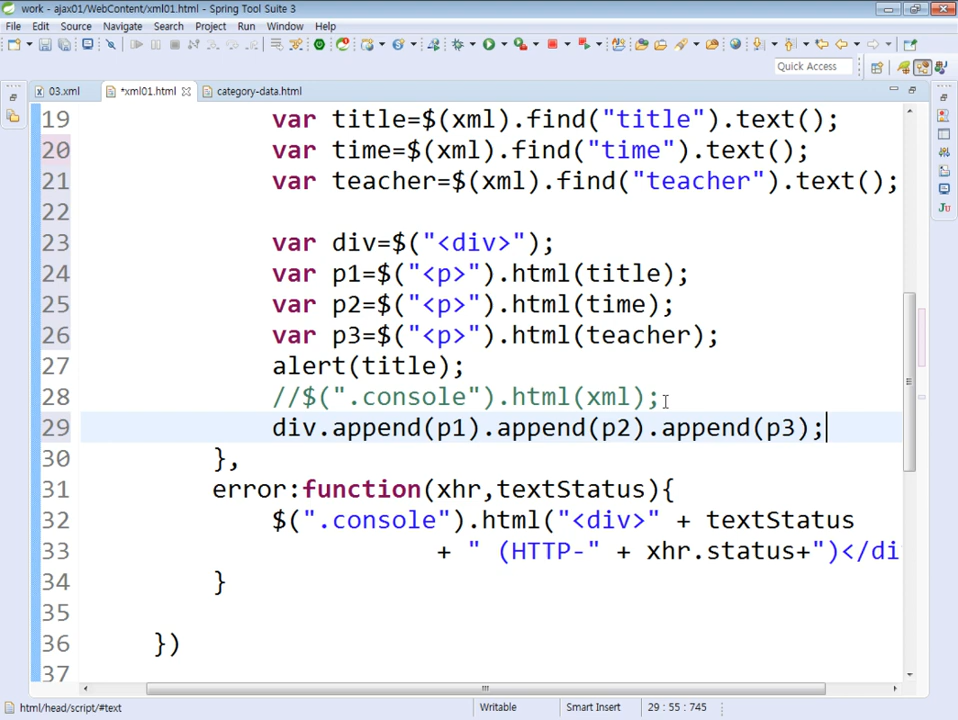 work - ajax01/WebContent/xml01.html - Spring Tool Suite 3
File Edit Source Navigate Search Project Run Window Help
Quick Access
03.xml *xml01.html category-data.html
19 var title=$(xml).find("title").text();
20 var time=$(xml).find("time").text();
21 var teacher=$(xml).find("teacher").text();
22
23 var div=$("<div>");
24 var p1=$("<p>").html(title);
25 var p2=$("<p>").html(time);
26 var p3=$("<p>").html(teacher);
27 alert(title);
28 //$(".console").html(xml);
29 div.append(p1).append(p2).append(p3);
30 },
31 error:function(xhr,textStatus){
32 $(".console").html("<div>" + textStatus
33 + " (HTTP-" + xhr.status+")</di
34 }
35
36 })
37
html/head/script/#text Writable Smart Insert 29 : 55 : 745